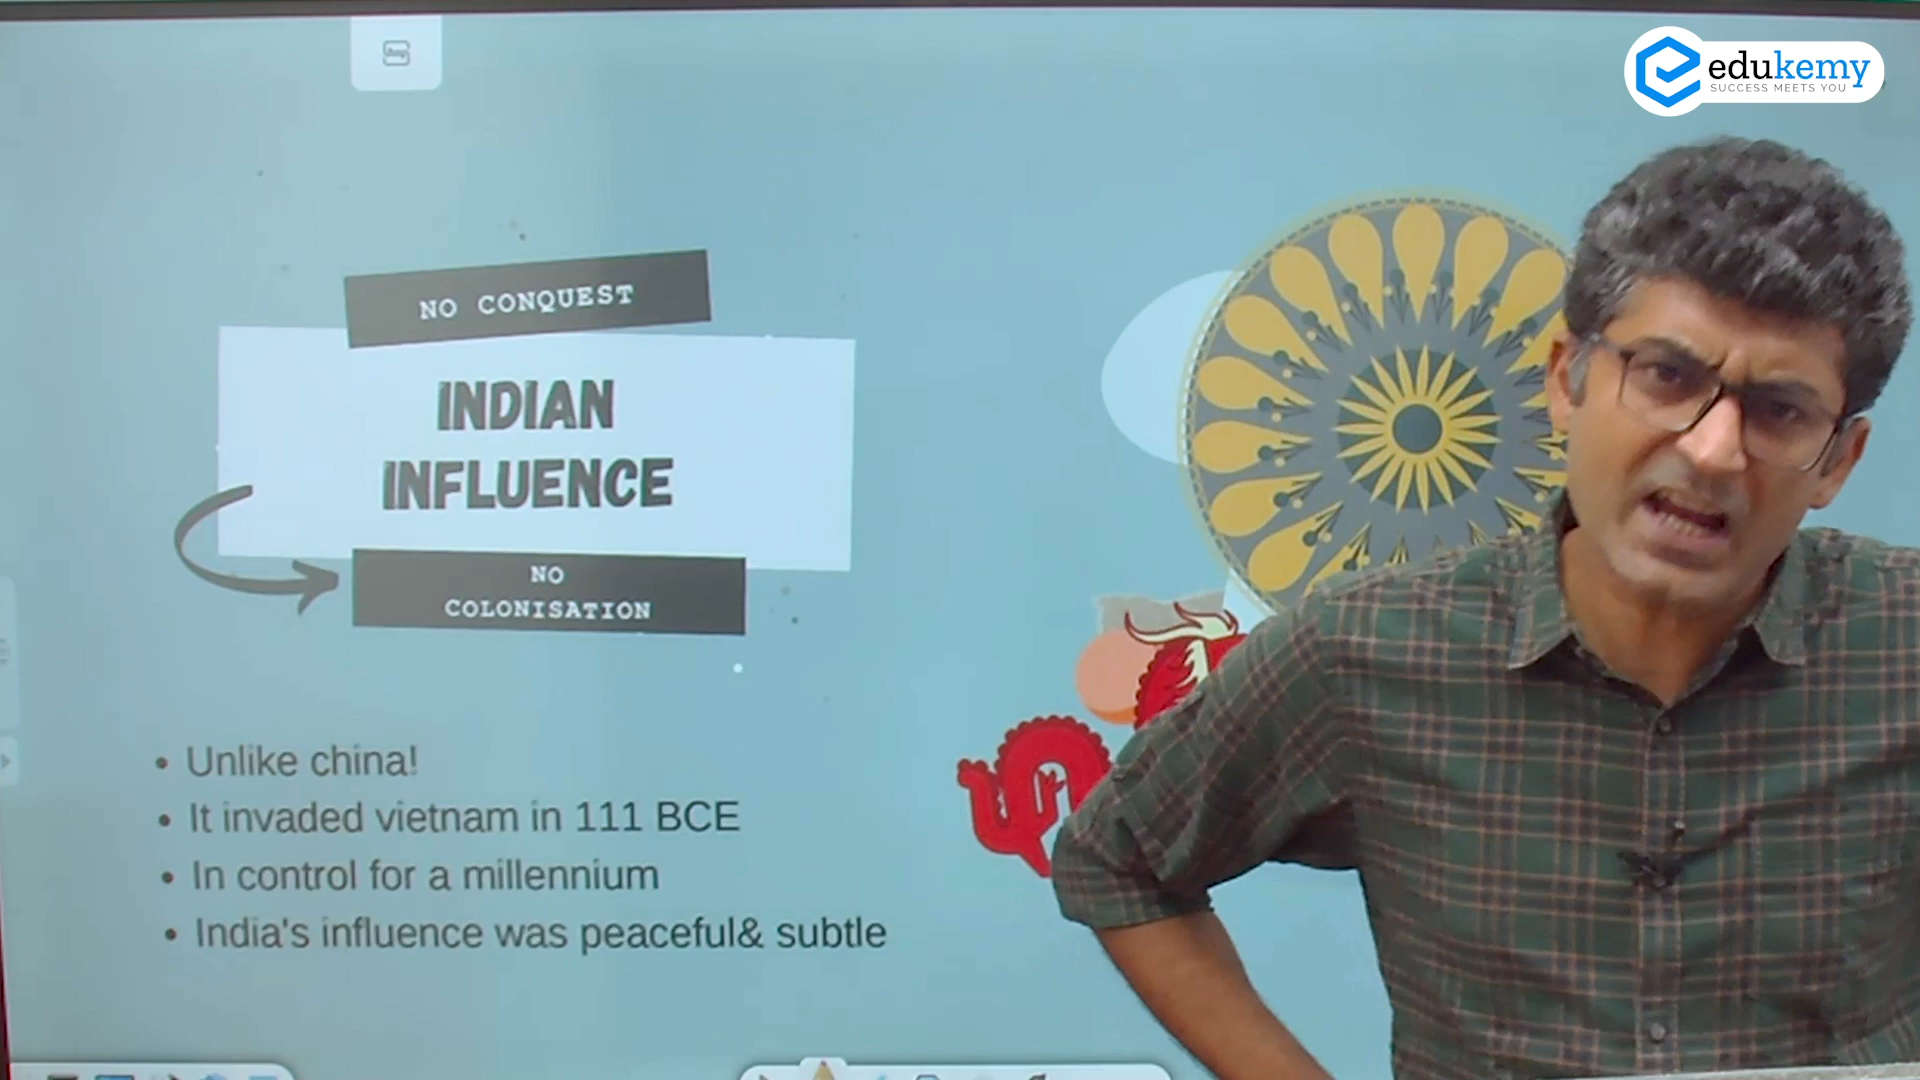 edukemy
SUCCESS MEETS YOU
NO CONQUEST
INDIAN
INFLUENCE
NO
COLONISATION
• Unlike china!
• It invaded vietnam in 111 BCE
• In control for a millennium
• India's influence was peaceful& subtle